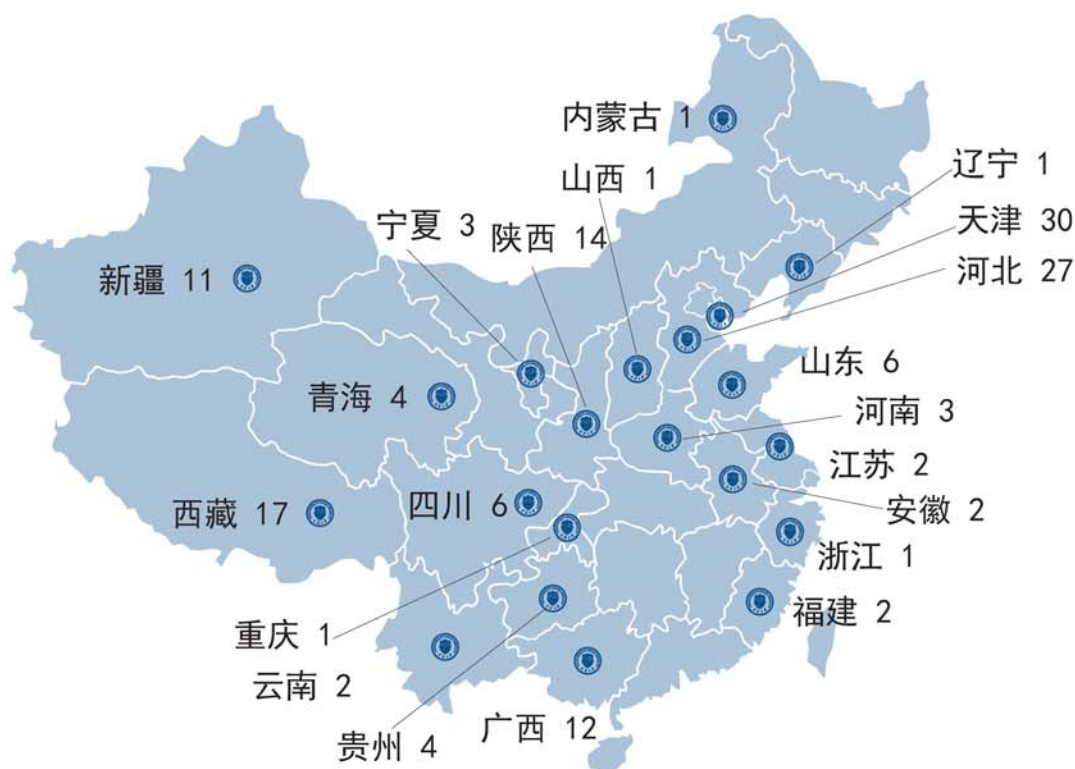 内蒙古 1
辽宁 1
山西 1
天津 30
宁夏 3
陕西 14
河北 27
新疆 11
山东 6
青海 4
河南 3
江苏 2
西藏 17
四川 6
安徽 2
浙江 1
福建 2
重庆 1
云南 2
广西 12
贵州 4